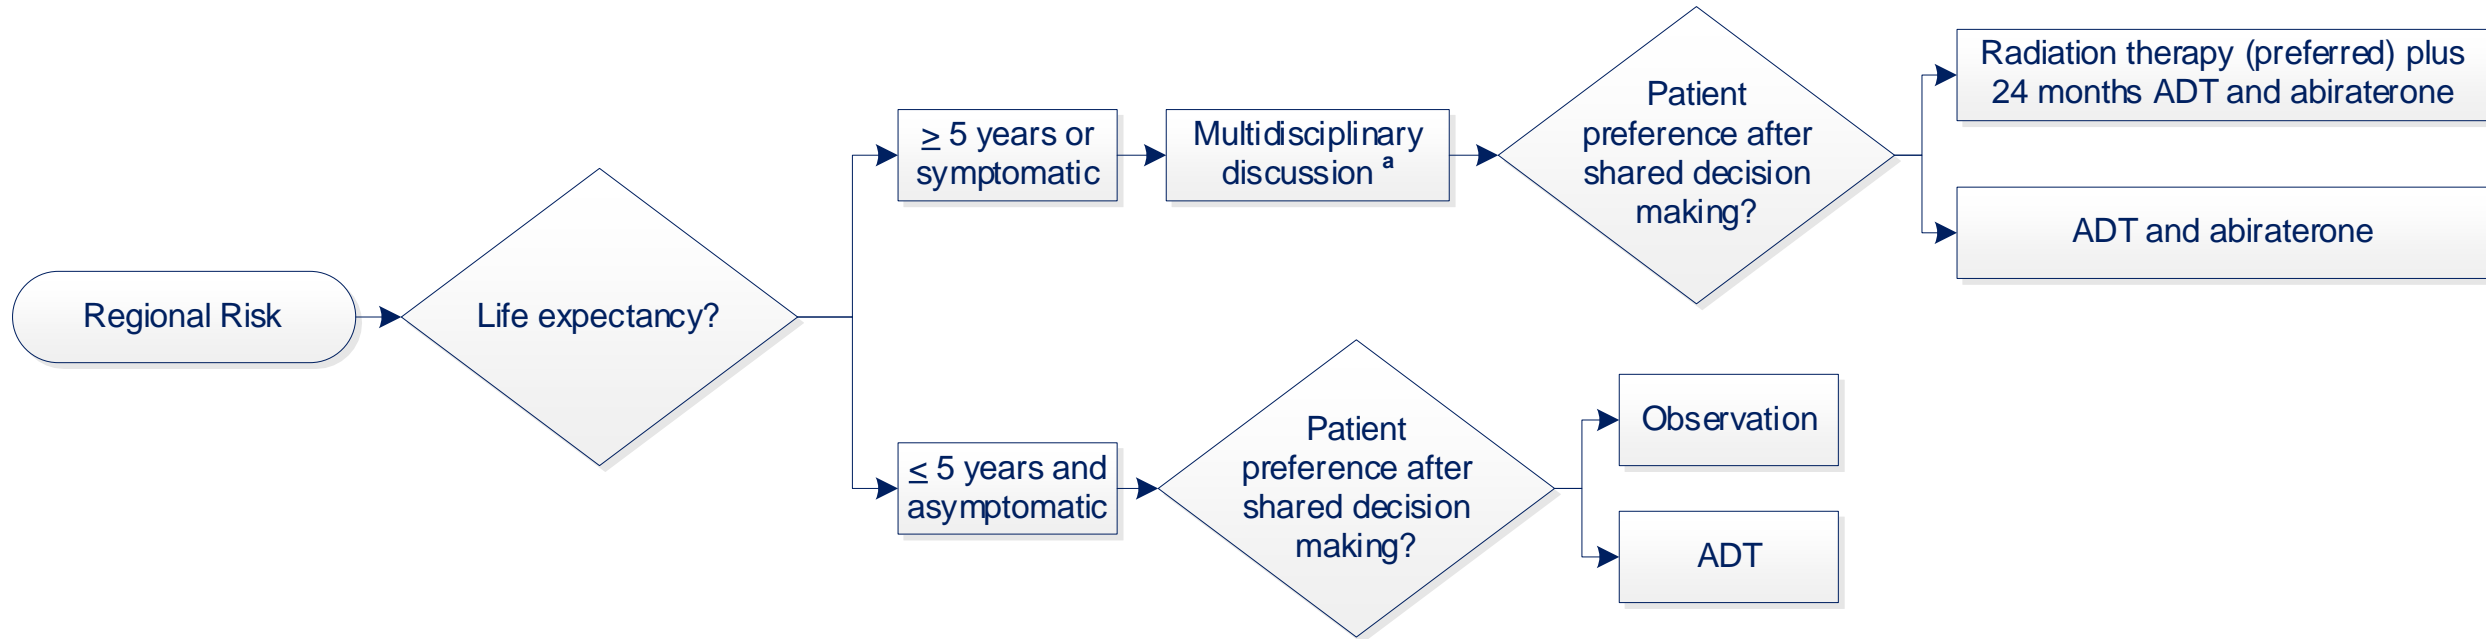 Regional Risk
Life expectancy?
≥ 5 years or
symptomatic
Multidisciplinary
discussion a
Patient
preference after
shared decision
making?
Radiation therapy (preferred) plus
24 months ADT and abiraterone
ADT and abiraterone
≤ 5 years and
asymptomatic
Patient
preference after
shared decision
making?
Observation
ADT